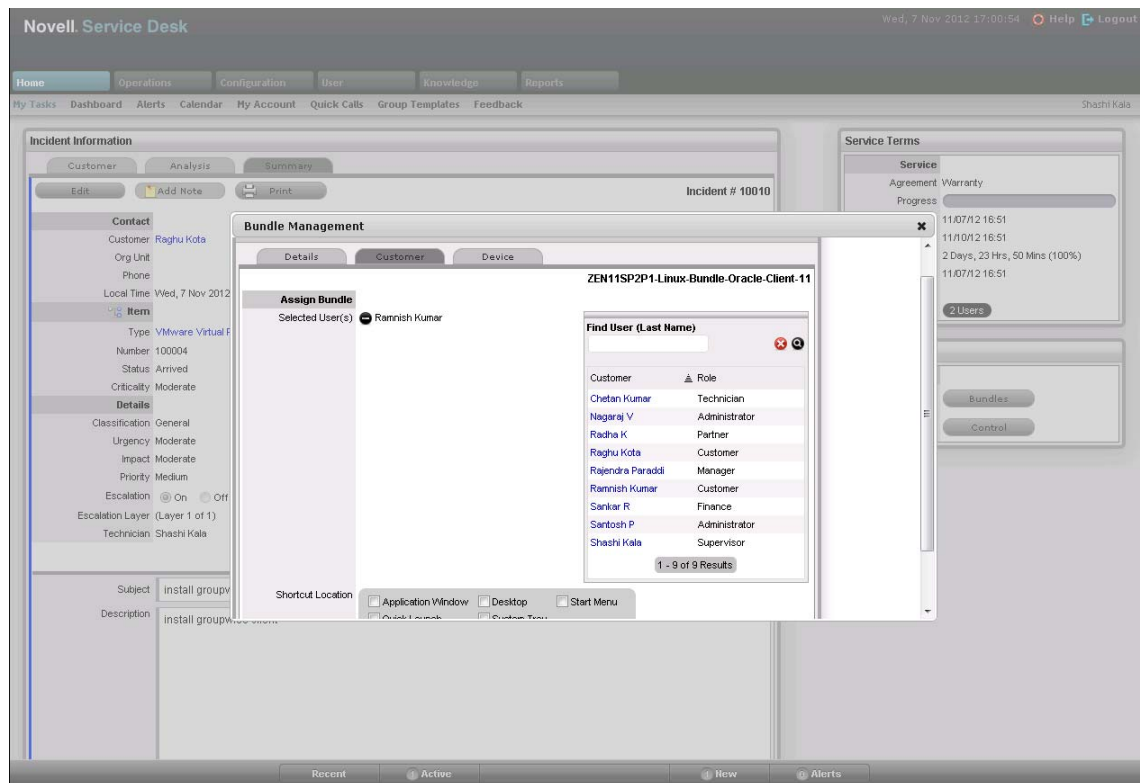 Novell. Service Desk
Wed, 7 Nov 2012 17:00:54 Help Logout
Home Operations Configuration User Knowledge Reports
My Tasks Dashboard Alerts Calendar My Account Quick Calls Group Templates Feedback Shashi Kala
Incident Information
Customer Analysis Summary
Edit Add Note Print Incident # 10010
Contact
Customer Raghu Kota
Org Unit
Phone
Local Time Wed, 7 Nov 2012
Item
Type VMware Virtual
Number 100004
Status Arrived
Criticality Moderate
Details
Classification General
Urgency Moderate
Impact Moderate
Priority Medium
Escalation On Off
Escalation Layer (Layer 1 of 1)
Technician Shashi Kala
Subject install groupw
Description install groupwise client
Bundle Management
Details Customer Device
ZEN11SP2P1-Linux-Bundle-Oracle-Client-11
Assign Bundle
Selected User(s) Ramnish Kumar
Find User (Last Name)
Customer Role
Chetan Kumar Technician
Nagaraj V Administrator
Radha K Partner
Raghu Kota Customer
Rajendra Paraddi Manager
Ramnish Kumar Customer
Sankar R Finance
Santosh P Administrator
Shashi Kala Supervisor
1 - 9 of 9 Results
Shortcut Location Application Window Desktop Start Menu
Quick Launch System Tray
Service Terms
Service
Agreement Warranty
Progress
11/07/12 16:51
11/10/12 16:51
2 Days, 23 Hrs, 50 Mins (100%)
11/07/12 16:51
2 Users
Bundles
Control
Recent Active New Alerts